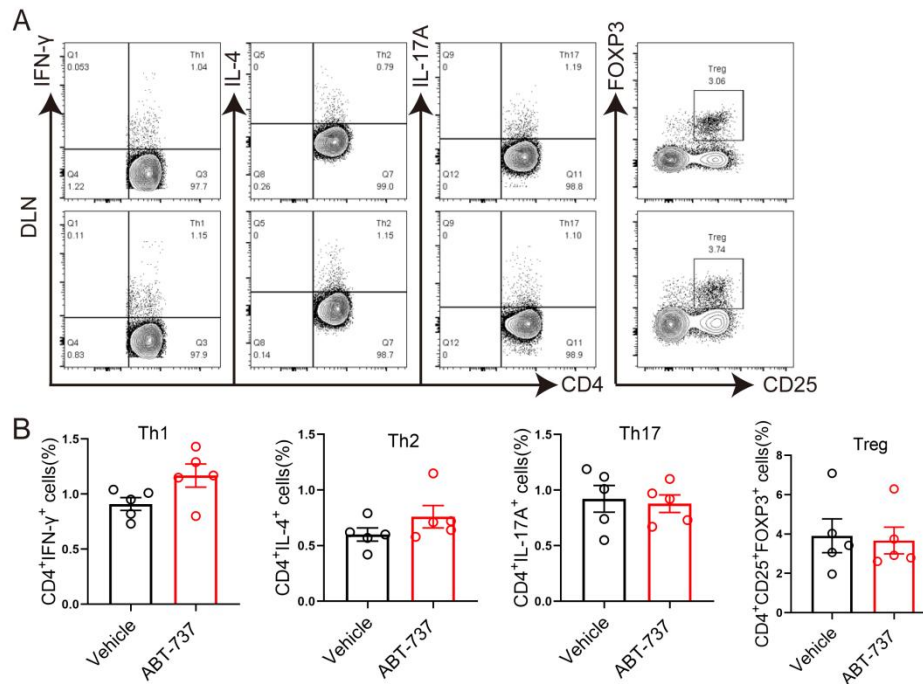 A
IFN-γ
Q1
0.053
Th1
1.04
Q4
1.22
Q3
97.7
IL-4
Q5
0
Th2
0.79
Q8
0.26
Q7
99.0
IL-17A
Q9
0
Th17
1.19
Q12
0
Q11
98.8
FOXP3
Treg
3.06
DLN
Q1
0.11
Th1
1.15
Q4
0.83
Q3
97.9
Q5
0
Th2
1.15
Q8
0.14
Q7
98.7
Q9
0
Th17
1.10
Q12
0
Q11
98.9
Treg
3.74
CD4
CD25
B
Th1
CD4+IFN-γ+ cells(%)
1.5
1.0
0.5
0.0
Vehicle
ABT-737
Th2
CD4+IL-4+ cells(%)
1.5
1.0
0.5
0.0
Vehicle
ABT-737
Th17
CD4+IL-17A+ cells(%)
1.5
1.0
0.5
0.0
Vehicle
ABT-737
Treg
CD4+CD25+FOXP3+ cells(%)
8
6
4
2
0
Vehicle
ABT-737